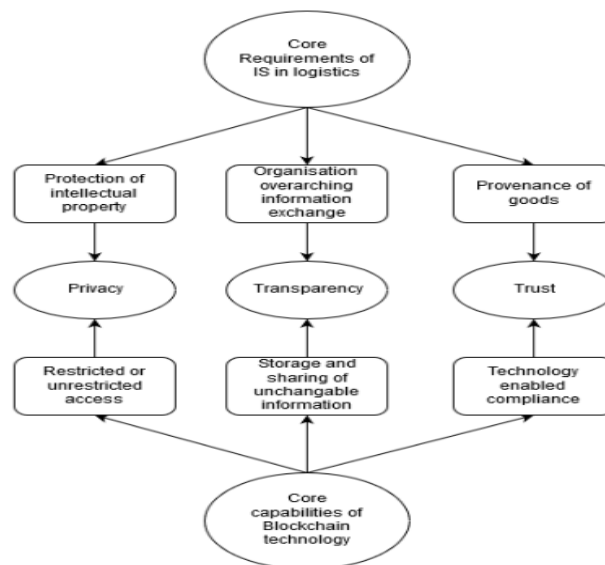 Core
Requirements of
IS in logistics
Protection of
intellectual
property
Organisation
overarching
information
exchange
Provenance of
goods
Privacy
Transparency
Trust
Restricted or
unrestricted
access
Storage and
sharing of
unchangable
information
Technology
enabled
compliance
Core
capabilities of
Blockchain
technology